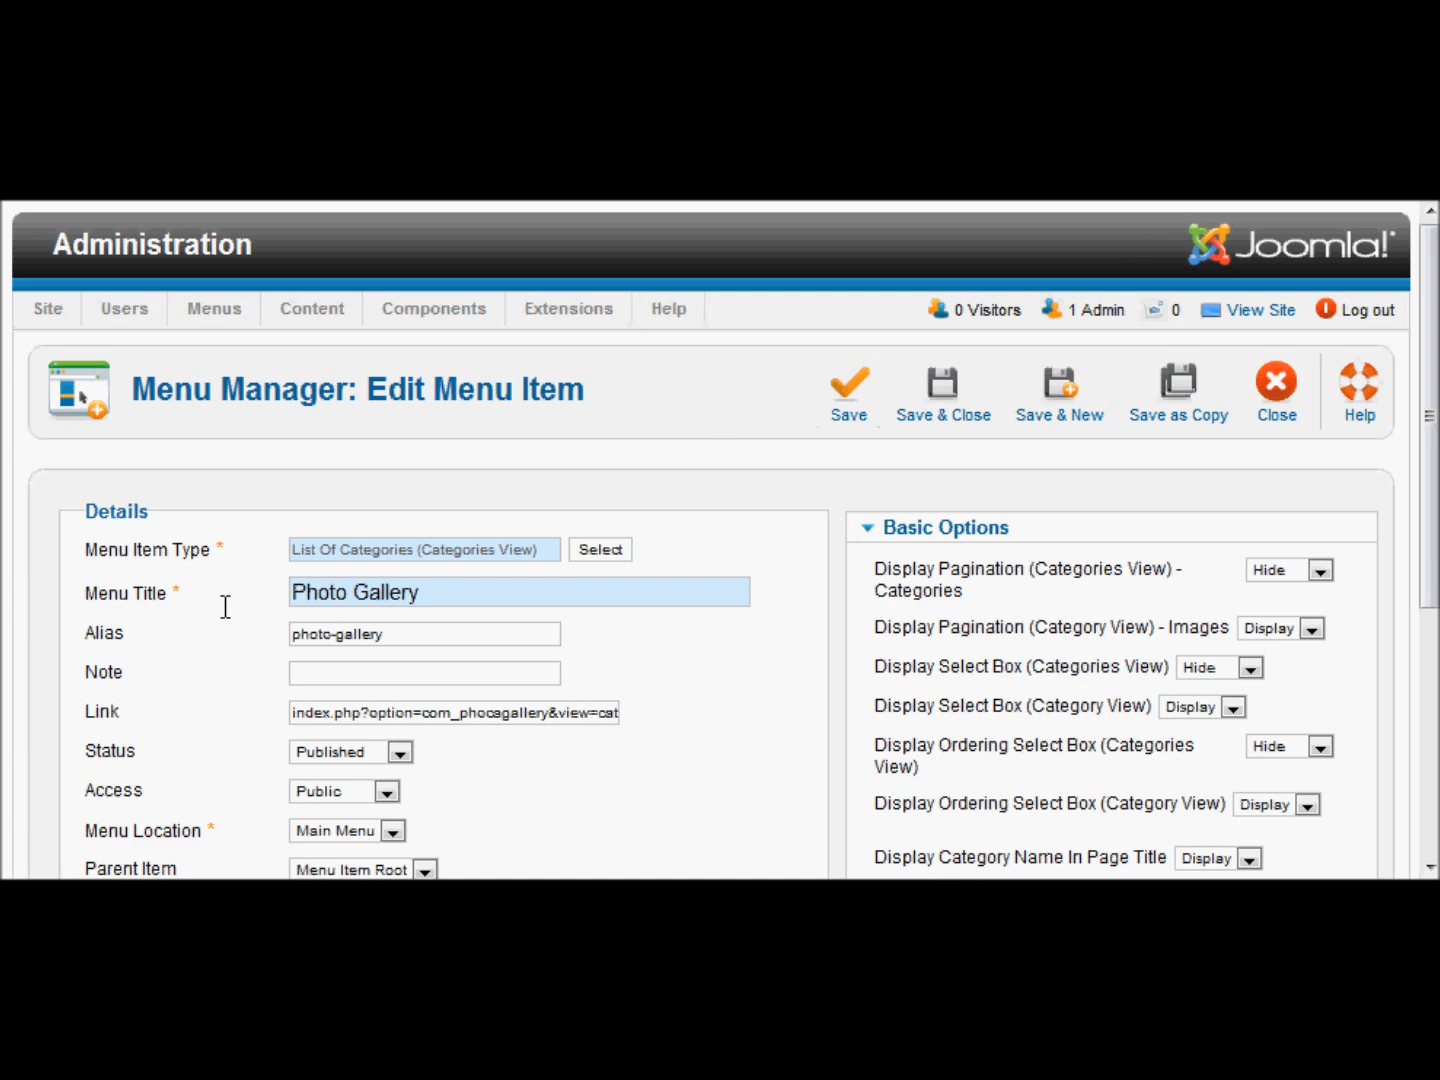 Administration
Joomla!
Site Users Menus Content Components Extensions Help
0 Visitors 1 Admin 0 View Site Log out
Menu Manager: Edit Menu Item
Save Save & Close Save & New Save as Copy Close Help
Details
Menu Item Type * List Of Categories (Categories View) Select
Menu Title * Photo Gallery
Alias photo-gallery
Note
Link index.php?option=com_phocagallery&view=cat
Status Published
Access Public
Menu Location * Main Menu
Parent Item Menu Item Root
Basic Options
Display Pagination (Categories View) - Hide
Categories
Display Pagination (Category View) - Images Display
Display Select Box (Categories View) Hide
Display Select Box (Category View) Display
Display Ordering Select Box (Categories Hide
View)
Display Ordering Select Box (Category View) Display
Display Category Name In Page Title Display